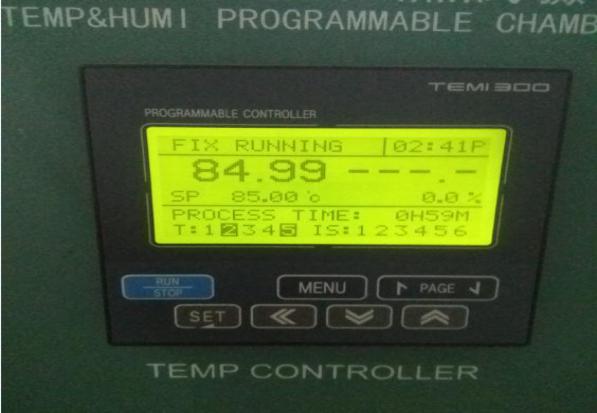 TEMP&HUMI PROGRAMMABLE CHAMB
TEMI300
PROGRAMMABLE CONTROLLER
FIX RUNNING 02:41P
84.99 ---.-
SP 85.00 ℃ 0.0 %
PROCESS TIME: 0H59M
T:12345 IS:123456
RUN
STOP
MENU
PAGE
SET
TEMP CONTROLLER